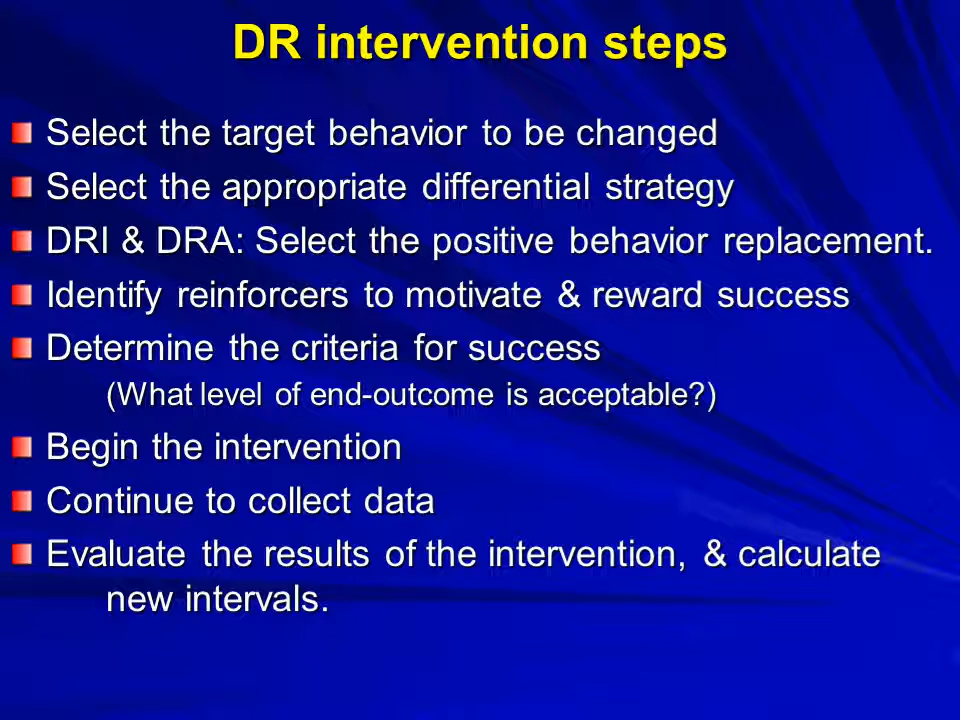 DR intervention steps
Select the target behavior to be changed
Select the appropriate differential strategy
DRI & DRA: Select the positive behavior replacement.
Identify reinforcers to motivate & reward success
Determine the criteria for success
(What level of end-outcome is acceptable?)
Begin the intervention
Continue to collect data
Evaluate the results of the intervention, & calculate
new intervals.